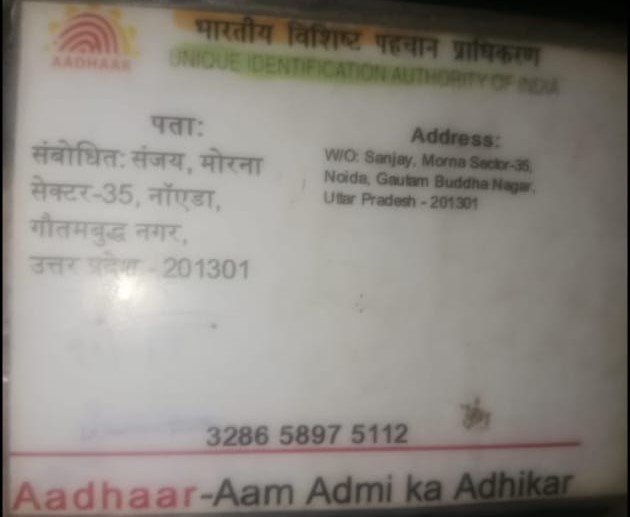 AADHAAR
भारतीय विशिष्ट पहचान प्राधिकरण
UNIQUE IDENTIFICATION AUTHORITY OF INDIA
पता:
संबोधित: संजय, मोरना
सेक्टर-35, नॉएडा,
गौतमबुद्ध नगर,
उत्तर प्रदेश - 201301
Address:
W/O: Sanjay, Morna Sector-35,
Noida, Gautam Buddha Nagar,
Uttar Pradesh - 201301
3286 5897 5112
Aadhaar-Aam Admi ka Adhikar